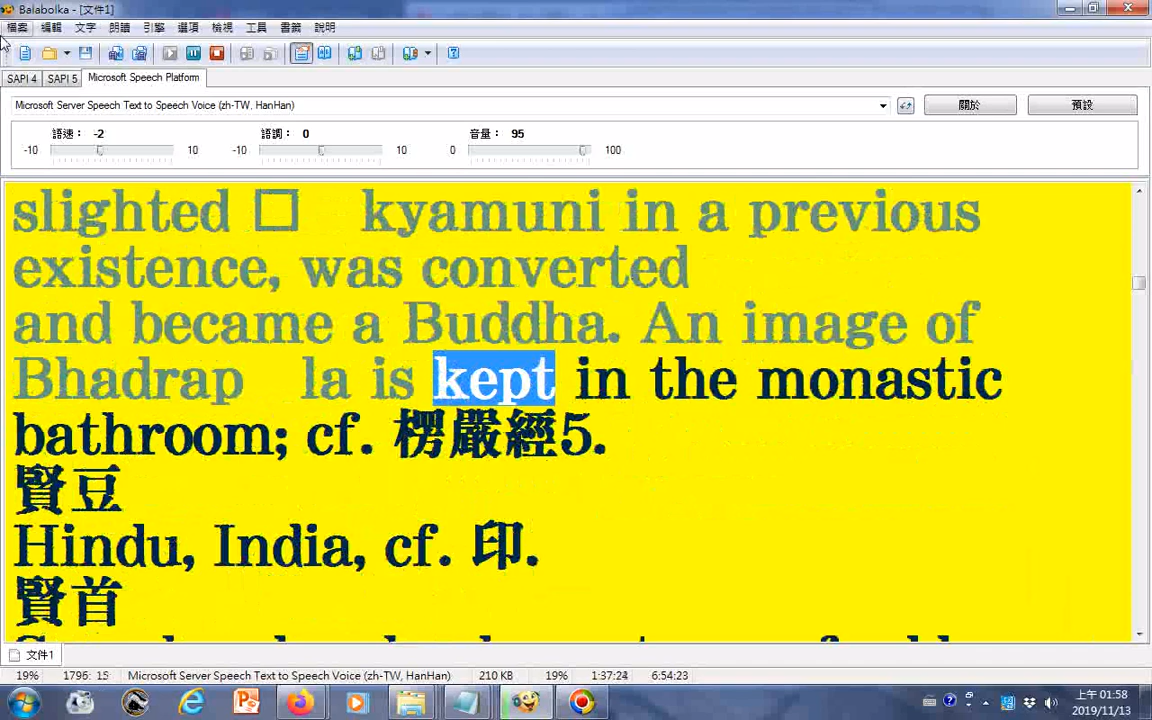 Balabolka - [文件1]
檔案 編輯 文字 朗讀 引擎 選項 檢視 工具 書籤 說明
SAPI 4 SAPI 5 Microsoft Speech Platform
Microsoft Server Speech Text to Speech Voice (zh-TW, HanHan) 關於 預設
語速： -2 語調： 0 音量： 95
-10 10 -10 10 0 100
slighted □ kyamuni in a previous
existence, was converted
and became a Buddha. An image of
Bhadrap la is kept in the monastic
bathroom; cf. 楞嚴經5.
賢豆
Hindu, India, cf. 印.
賢首
文件1
19% 1796: 15 Microsoft Server Speech Text to Speech Voice (zh-TW, HanHan) 210 KB 19% 1:37:24 6:54:23
上午 01:58
2019/11/13